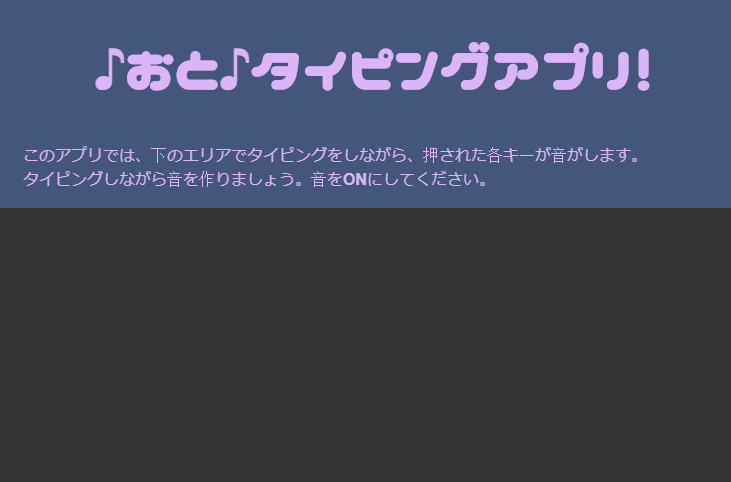 ♪おと♪タイピングアプリ!
このアプリでは、下のエリアでタイピングをしながら、押された各キーが音がします。
タイピングしながら音を作りましょう。音をONにしてください。